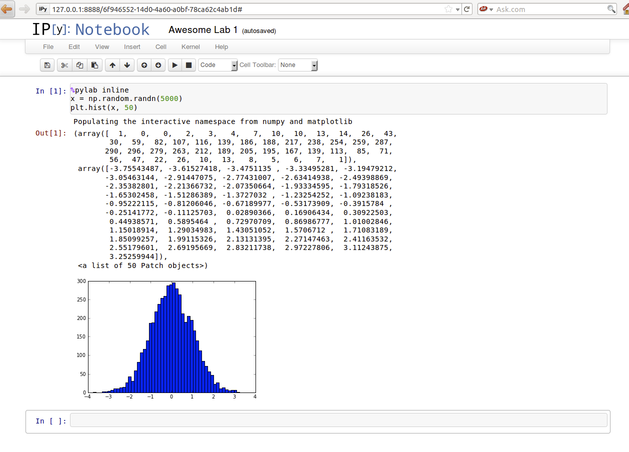 127.0.0.1:8888/6f946552-14d0-4a60-a0bf-78ca62c4ab1d#
Ask.com
IP[y]: Notebook Awesome Lab 1 (autosaved)
File Edit View Insert Cell Kernel Help
Code Cell Toolbar: None
In [1]: %pylab inline
x = np.random.randn(5000)
plt.hist(x, 50)
Populating the interactive namespace from numpy and matplotlib
Out[1]: (array([ 1, 0, 0, 2, 3, 4, 7, 10, 10, 13, 14, 26, 43,
30, 59, 82, 107, 116, 139, 186, 188, 217, 238, 254, 259, 287,
290, 296, 279, 263, 212, 189, 205, 195, 167, 139, 113, 85, 71,
56, 47, 22, 26, 10, 13, 8, 5, 6, 7, 1]),
array([-3.75543487, -3.61527418, -3.4751135 , -3.33495281, -3.19479212,
-3.05463144, -2.91447075, -2.77431007, -2.63414938, -2.49398869,
-2.35382801, -2.21366732, -2.07350664, -1.93334595, -1.79318526,
-1.65302458, -1.51286389, -1.3727032 , -1.23254252, -1.09238183,
-0.95222115, -0.81206046, -0.67189977, -0.53173909, -0.3915784 ,
-0.25141772, -0.11125703, 0.02890366, 0.16906434, 0.30922503,
0.44938571, 0.5895464 , 0.72970709, 0.86986777, 1.01002846,
1.15018914, 1.29034983, 1.43051052, 1.5706712 , 1.71083189,
1.85099257, 1.99115326, 2.13131395, 2.27147463, 2.41163532,
2.55179601, 2.69195669, 2.83211738, 2.97227806, 3.11243875,
3.25259944]),
<a list of 50 Patch objects>)
300
250
200
150
100
50
0
−4 −3 −2 −1 0 1 2 3 4
In [ ]: